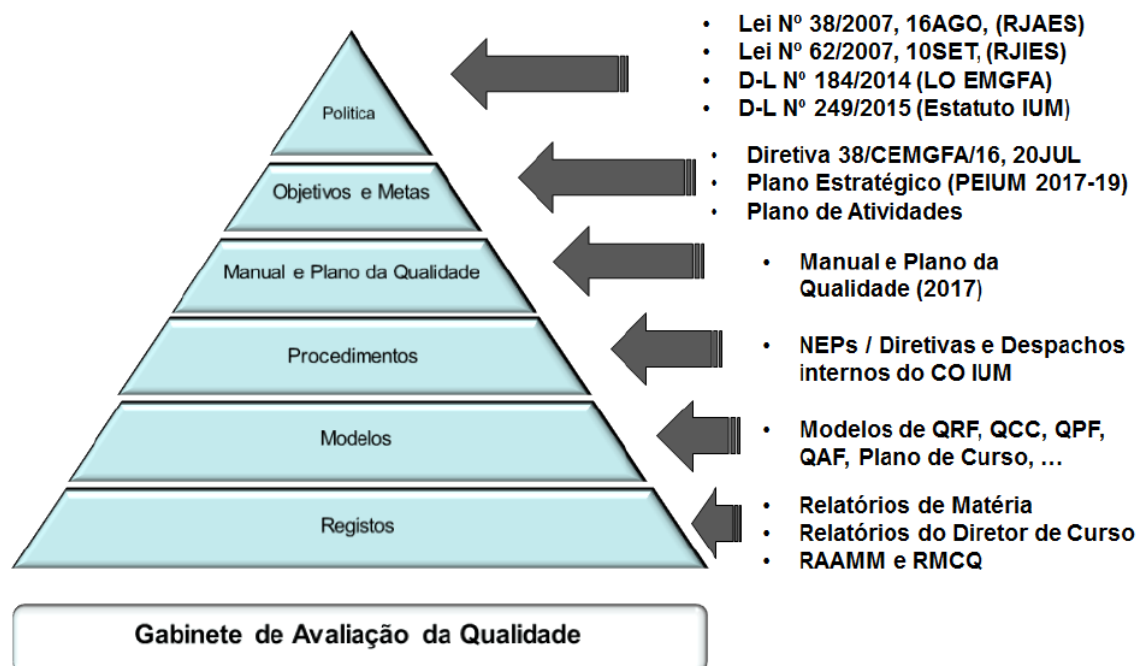 • Lei Nº 38/2007, 16AGO, (RJAES)
• Lei Nº 62/2007, 10SET, (RJIES)
• D-L Nº 184/2014 (LO EMGFA)
• D-L Nº 249/2015 (Estatuto IUM)
Politica
• Diretiva 38/CEMGFA/16, 20JUL
• Plano Estratégico (PEIUM 2017-19)
• Plano de Atividades
Objetivos e Metas
• Manual e Plano da
Qualidade (2017)
Manual e Plano da Qualidade
• NEPs / Diretivas e Despachos
internos do CO IUM
Procedimentos
• Modelos de QRF, QCC, QPF,
QAF, Plano de Curso, …
Modelos
• Relatórios de Matéria
• Relatórios do Diretor de Curso
• RAAMM e RMCQ
Registos
Gabinete de Avaliação da Qualidade